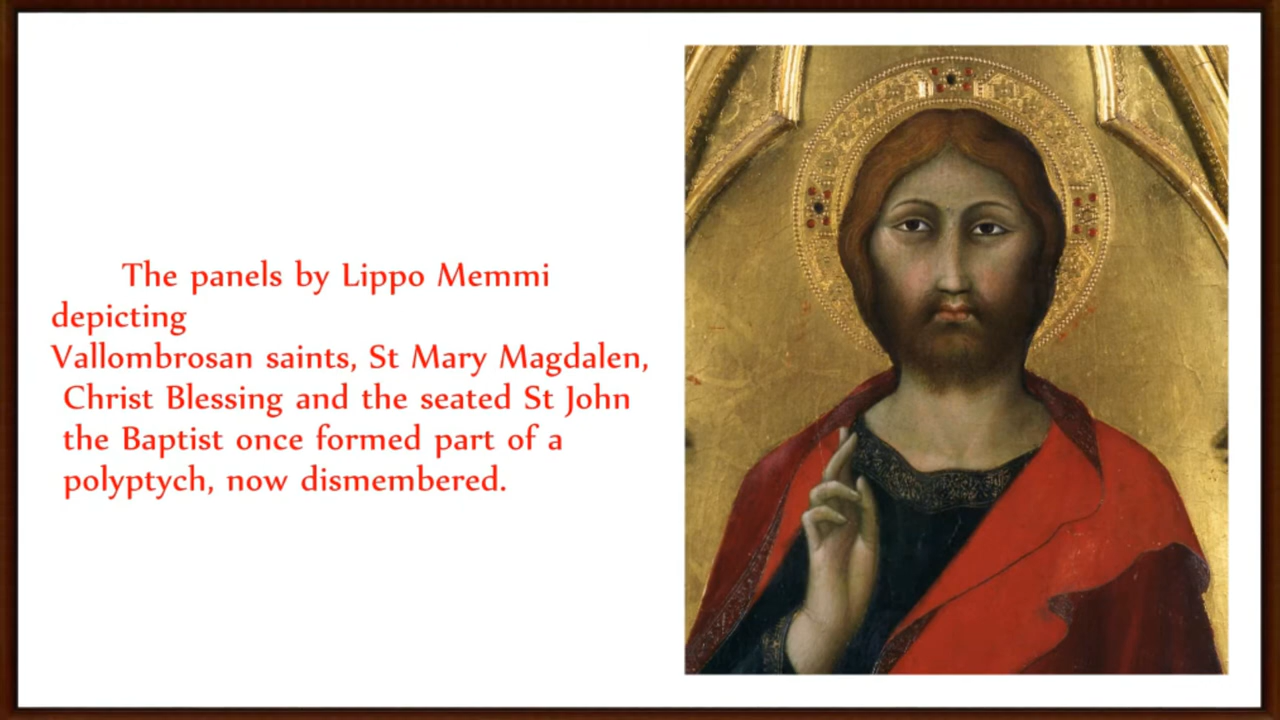 The panels by Lippo Memmi
depicting
Vallombrosan saints, St Mary Magdalen,
Christ Blessing and the seated St John
the Baptist once formed part of a
polyptych, now dismembered.